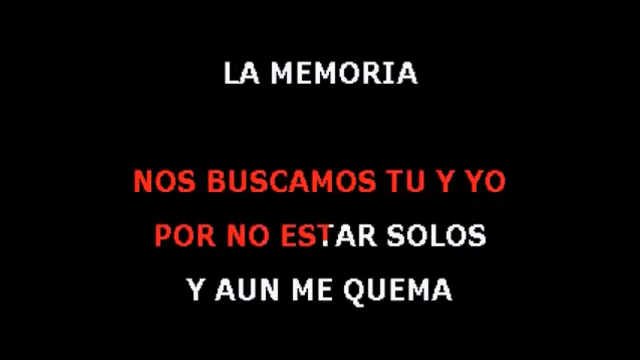 LA MEMORIA
NOS BUSCAMOS TU Y YO
POR NO ESTAR SOLOS
Y AUN ME QUEMA